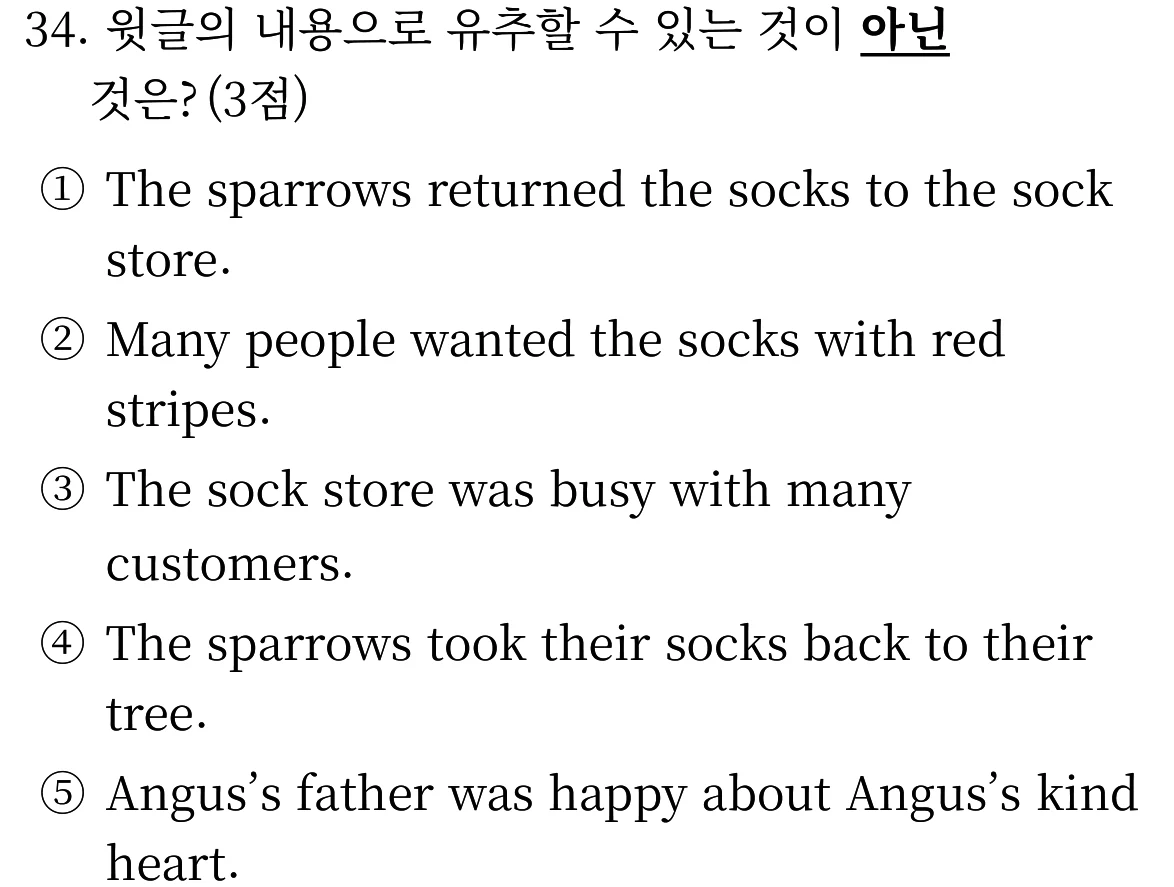 34. 윗글의 내용으로 유추할 수 있는 것이 아닌
것은? (3점)
① The sparrows returned the socks to the sock
store.
② Many people wanted the socks with red
stripes.
③ The sock store was busy with many
customers.
④ The sparrows took their socks back to their
tree.
⑤ Angus’s father was happy about Angus’s kind
heart.